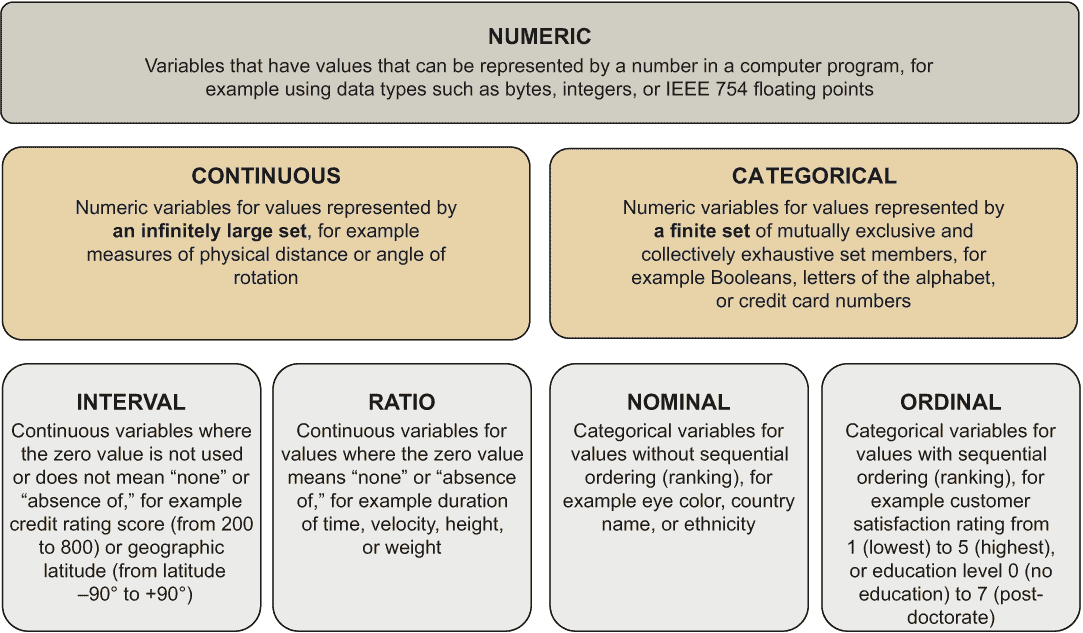 NUMERIC
Variables that have values that can be represented by a number in a computer program, for
example using data types such as bytes, integers, or IEEE 754 floating points
CONTINUOUS
Numeric variables for values represented by
an infinitely large set, for example
measures of physical distance or angle of
rotation
CATEGORICAL
Numeric variables for values represented by
a finite set of mutually exclusive and
collectively exhaustive set members, for
example Booleans, letters of the alphabet,
or credit card numbers
INTERVAL
Continuous variables where
the zero value is not used
or does not mean “none” or
“absence of,” for example
credit rating score (from 200
to 800) or geographic
latitude (from latitude
–90° to +90°)
RATIO
Continuous variables for
values where the zero value
means “none” or “absence
of,” for example duration
of time, velocity, height,
or weight
NOMINAL
Categorical variables for
values without sequential
ordering (ranking), for
example eye color, country
name, or ethnicity
ORDINAL
Categorical variables for
values with sequential
ordering (ranking), for
example customer
satisfaction rating from
1 (lowest) to 5 (highest),
or education level 0 (no
education) to 7 (post-
doctorate)